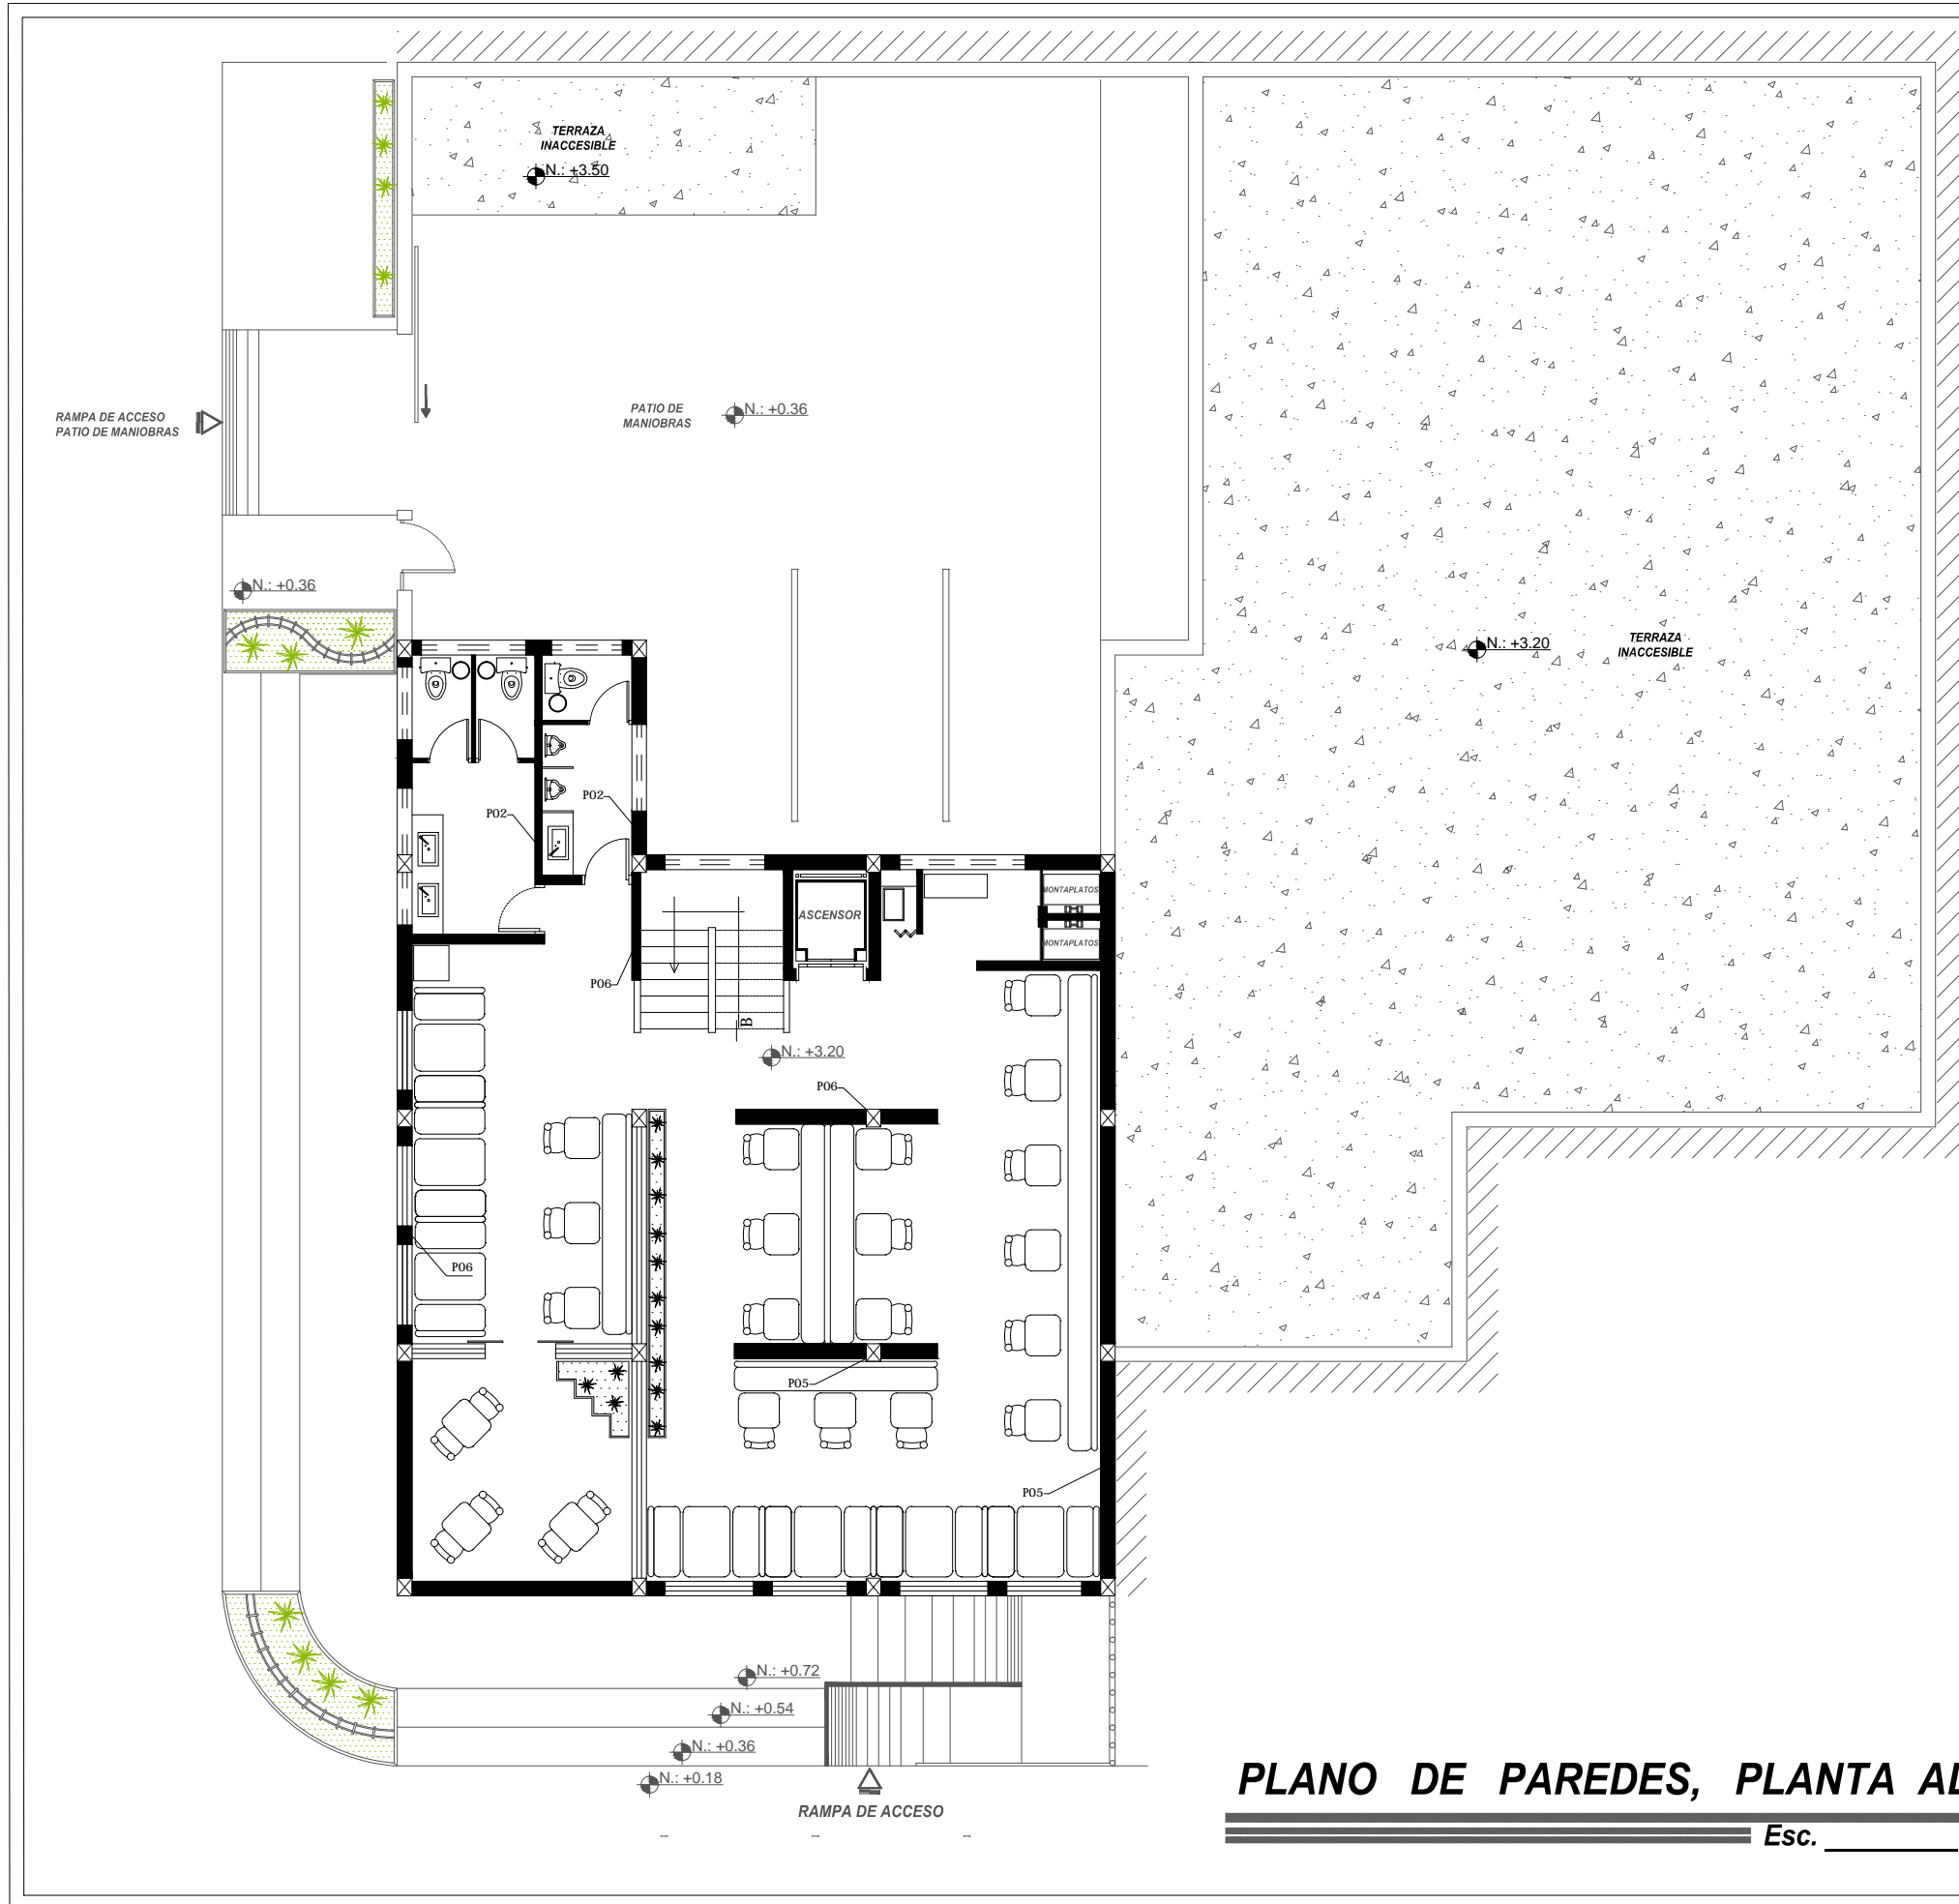 TERRAZA
INACCESIBLE
N.: +3.50
RAMPA DE ACCESO
PATIO DE MANIOBRAS
PATIO DE
MANIOBRAS
N.: +0.36
N.: +0.36
N.: +3.20
TERRAZA
INACCESIBLE
P02
P02
ASCENSOR
MONTAPLATOS
MONTAPLATOS
P06
B
N.: +3.20
P06
P06
P05
P05
N.: +0.72
N.: +0.54
N.: +0.36
N.: +0.18
RAMPA DE ACCESO
PLANO DE PAREDES, PLANTA AL
Esc.